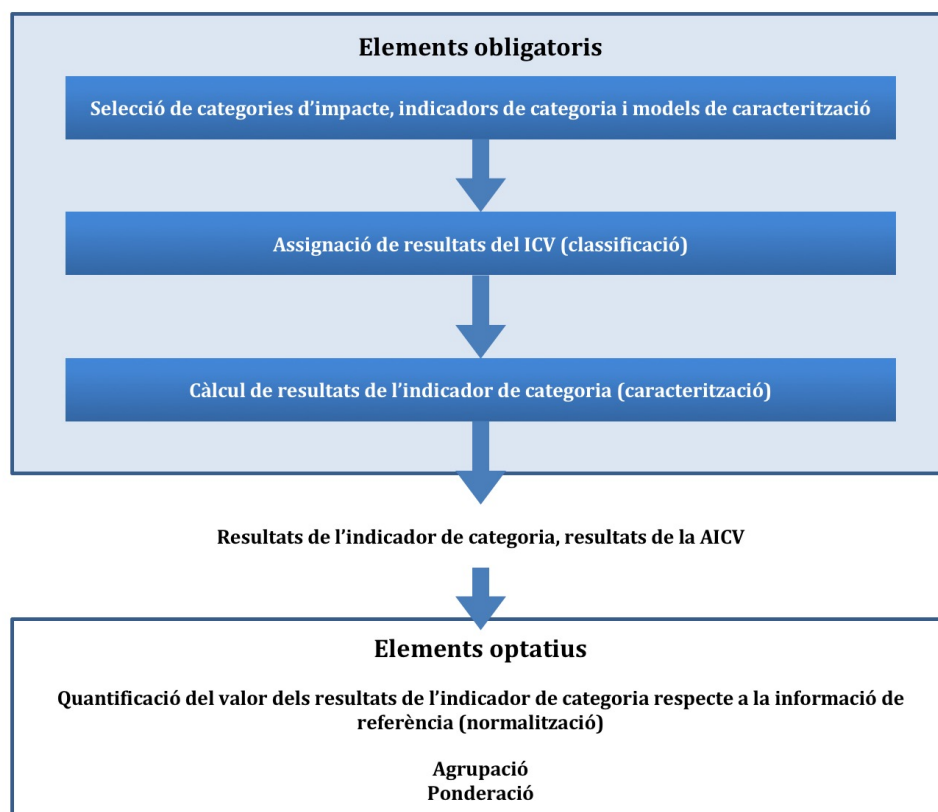 Elements obligatoris
Selecció de categories d’impacte, indicadors de categoria i models de caracterització
Assignació de resultats del ICV (classificació)
Càlcul de resultats de l’indicador de categoria (caracterització)
Resultats de l’indicador de categoria, resultats de la AICV
Elements optatius
Quantificació del valor dels resultats de l’indicador de categoria respecte a la informació de
referència (normalització)
Agrupació
Ponderació